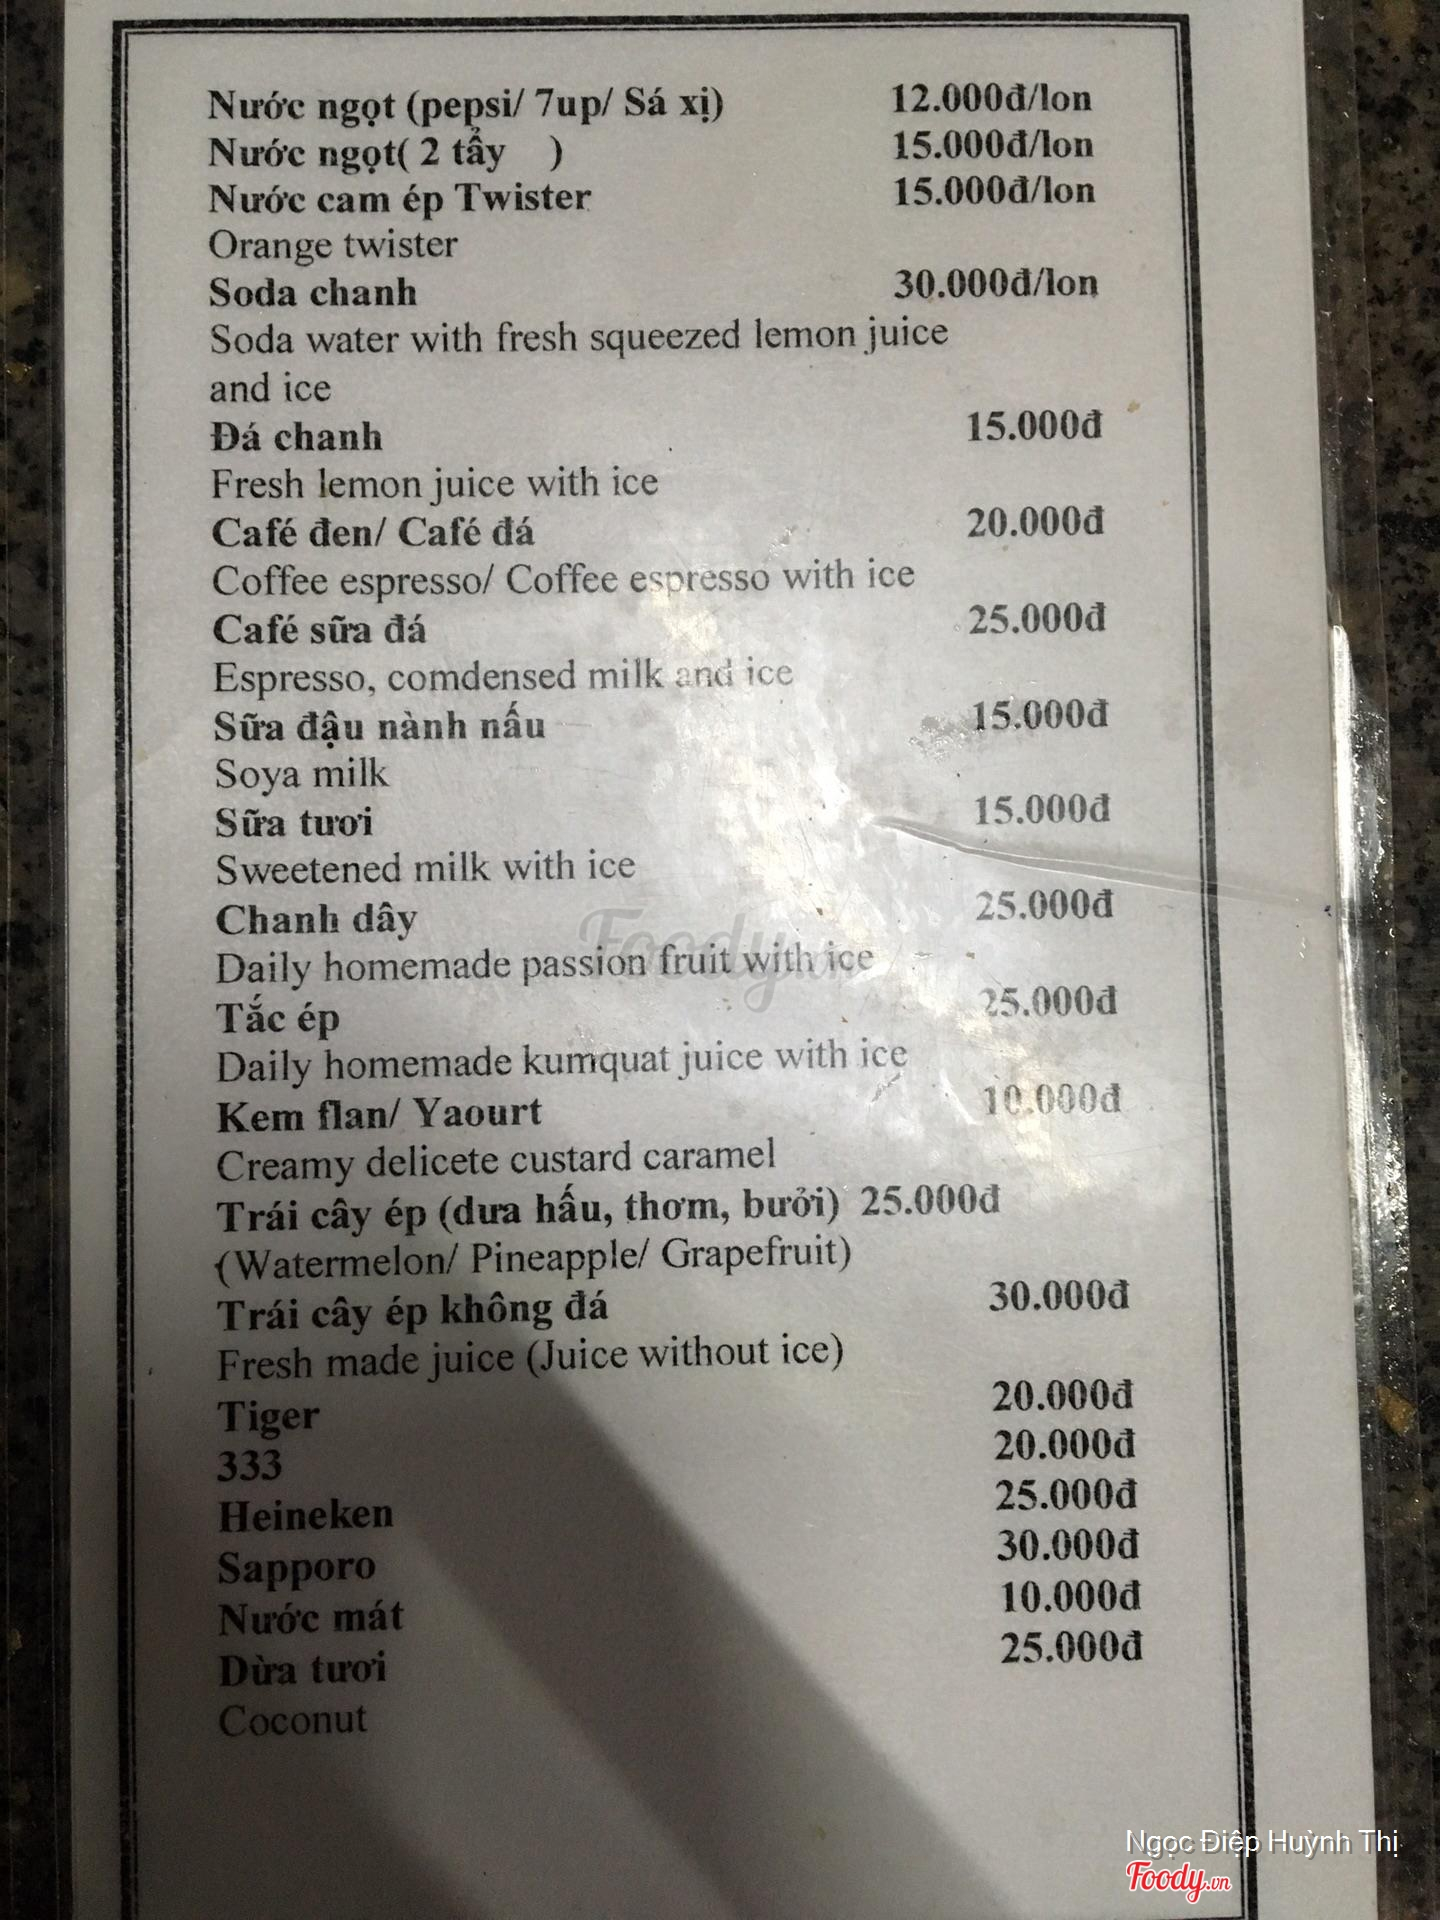 Nước ngọt (pepsi/ 7up/ Sá xị) 12.000đ/lon
Nước ngọt( 2 tẩy ) 15.000đ/lon
Nước cam ép Twister 15.000đ/lon
Orange twister
Soda chanh 30.000đ/lon
Soda water with fresh squeezed lemon juice
and ice
Đá chanh 15.000đ
Fresh lemon juice with ice
Café đen/ Café đá 20.000đ
Coffee espresso/ Coffee espresso with ice
Café sữa đá 25.000đ
Espresso, comdensed milk and ice
Sữa đậu nành nấu 15.000đ
Soya milk
Sữa tươi 15.000đ
Sweetened milk with ice
Chanh dây 25.000đ
Daily homemade passion fruit with ice
Foody.vn
Tắc ép 25.000đ
Daily homemade kumquat juice with ice
Kem flan/ Yaourt 10.000đ
Creamy delicete custard caramel
Trái cây ép (dưa hấu, thơm, bưởi) 25.000đ
(Watermelon/ Pineapple/ Grapefruit)
Trái cây ép không đá 30.000đ
Fresh made juice (Juice without ice)
Tiger 20.000đ
333 20.000đ
Heineken 25.000đ
Sapporo 30.000đ
Nước mát 10.000đ
Dừa tươi 25.000đ
Coconut
Ngọc Điệp Huỳnh Thị
Foody.vn